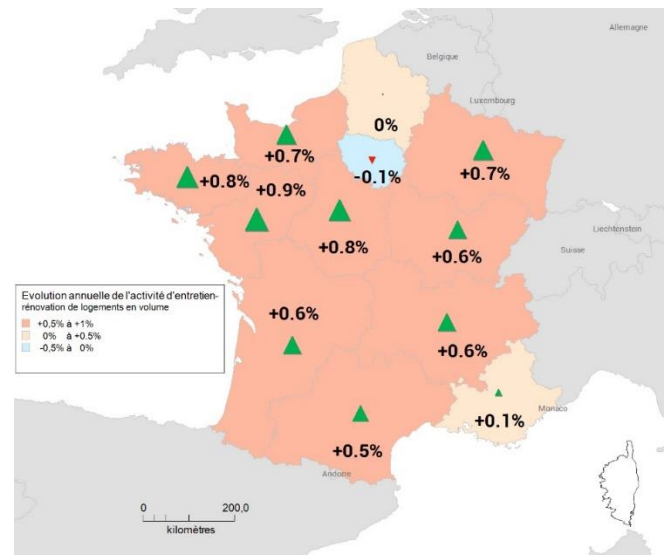 Allemagne
Belgique
Luxembourg
0%
+0.7%
-0.1%
+0.7%
+0.8%
+0.9%
+0.8%
+0.6%
Liechtenstein
Suisse
Evolution annuelle de l'activité d'entretien-
rénovation de logements en volume
+0,5% à +1%
0% à +0.5%
-0,5% à 0%
+0.6%
+0.6%
+0.1%
Monaco
+0.5%
Andorre
0 200,0
kilomètres